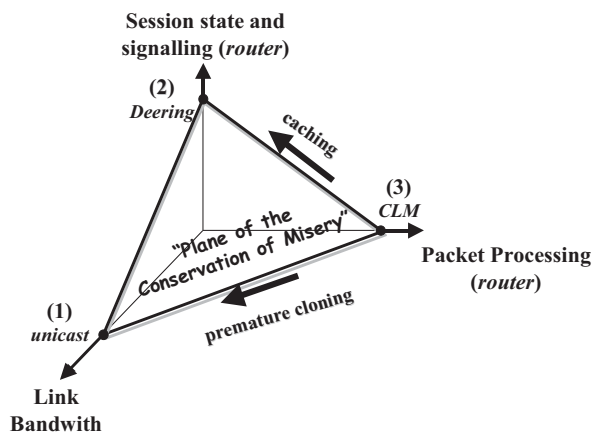 Session state and
signalling (router)
(2)
Deering
caching
(3)
CLM
"Plane of the
Conservation of Misery"
Packet Processing
(router)
(1)
unicast
premature cloning
Link
Bandwith